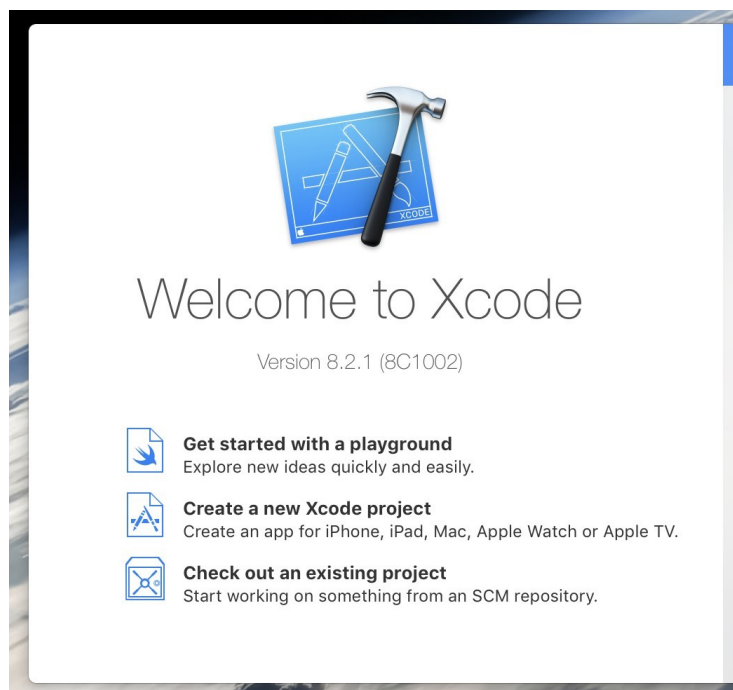 XCODE
Welcome to Xcode
Version 8.2.1 (8C1002)
Get started with a playground
Explore new ideas quickly and easily.
Create a new Xcode project
Create an app for iPhone, iPad, Mac, Apple Watch or Apple TV.
Check out an existing project
Start working on something from an SCM repository.